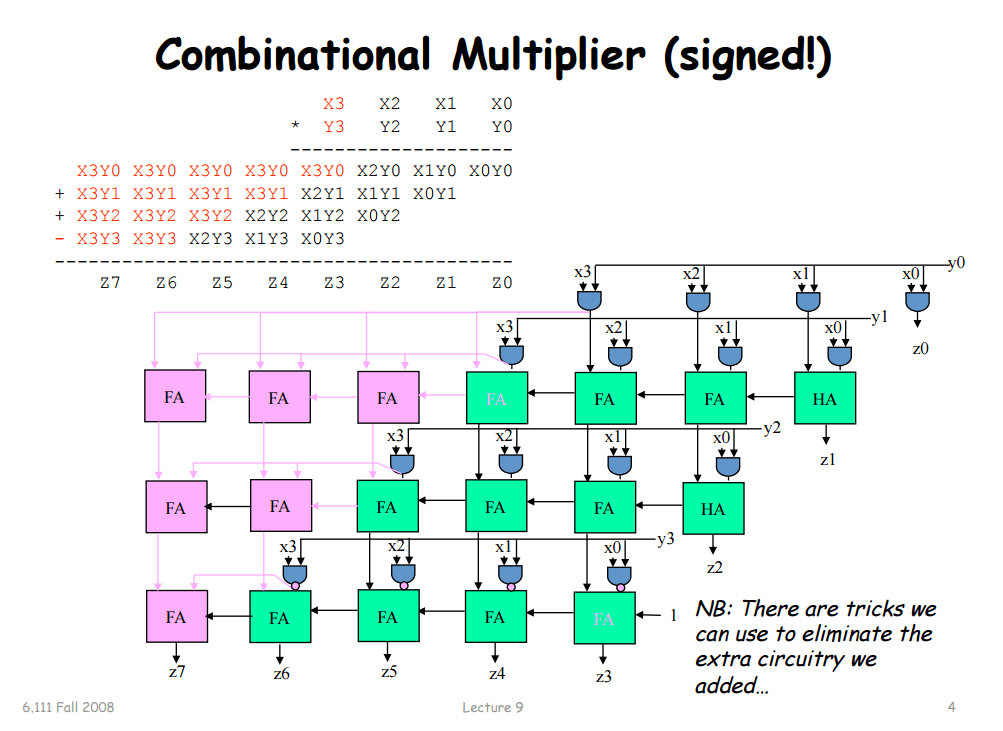 Combinational Multiplier (signed!)
X3 X2 X1 X0
* Y3 Y2 Y1 Y0
--------------------
X3Y0 X3Y0 X3Y0 X3Y0 X3Y0 X2Y0 X1Y0 X0Y0
+ X3Y1 X3Y1 X3Y1 X3Y1 X2Y1 X1Y1 X0Y1
+ X3Y2 X3Y2 X3Y2 X2Y2 X1Y2 X0Y2
- X3Y3 X3Y3 X2Y3 X1Y3 X0Y3
-----------------------------------------
Z7 Z6 Z5 Z4 Z3 Z2 Z1 Z0
x3 x2 x1 x0 y0
x3 x2 x1 x0 y1
z0
FA FA FA FA FA FA HA
x3 x2 x1 x0 y2
z1
FA FA FA FA FA HA
x3 x2 x1 x0 y3
z2
FA FA FA FA FA 1
z7 z6 z5 z4 z3
NB: There are tricks we
can use to eliminate the
extra circuitry we
added…
6.111 Fall 2008
Lecture 9
4